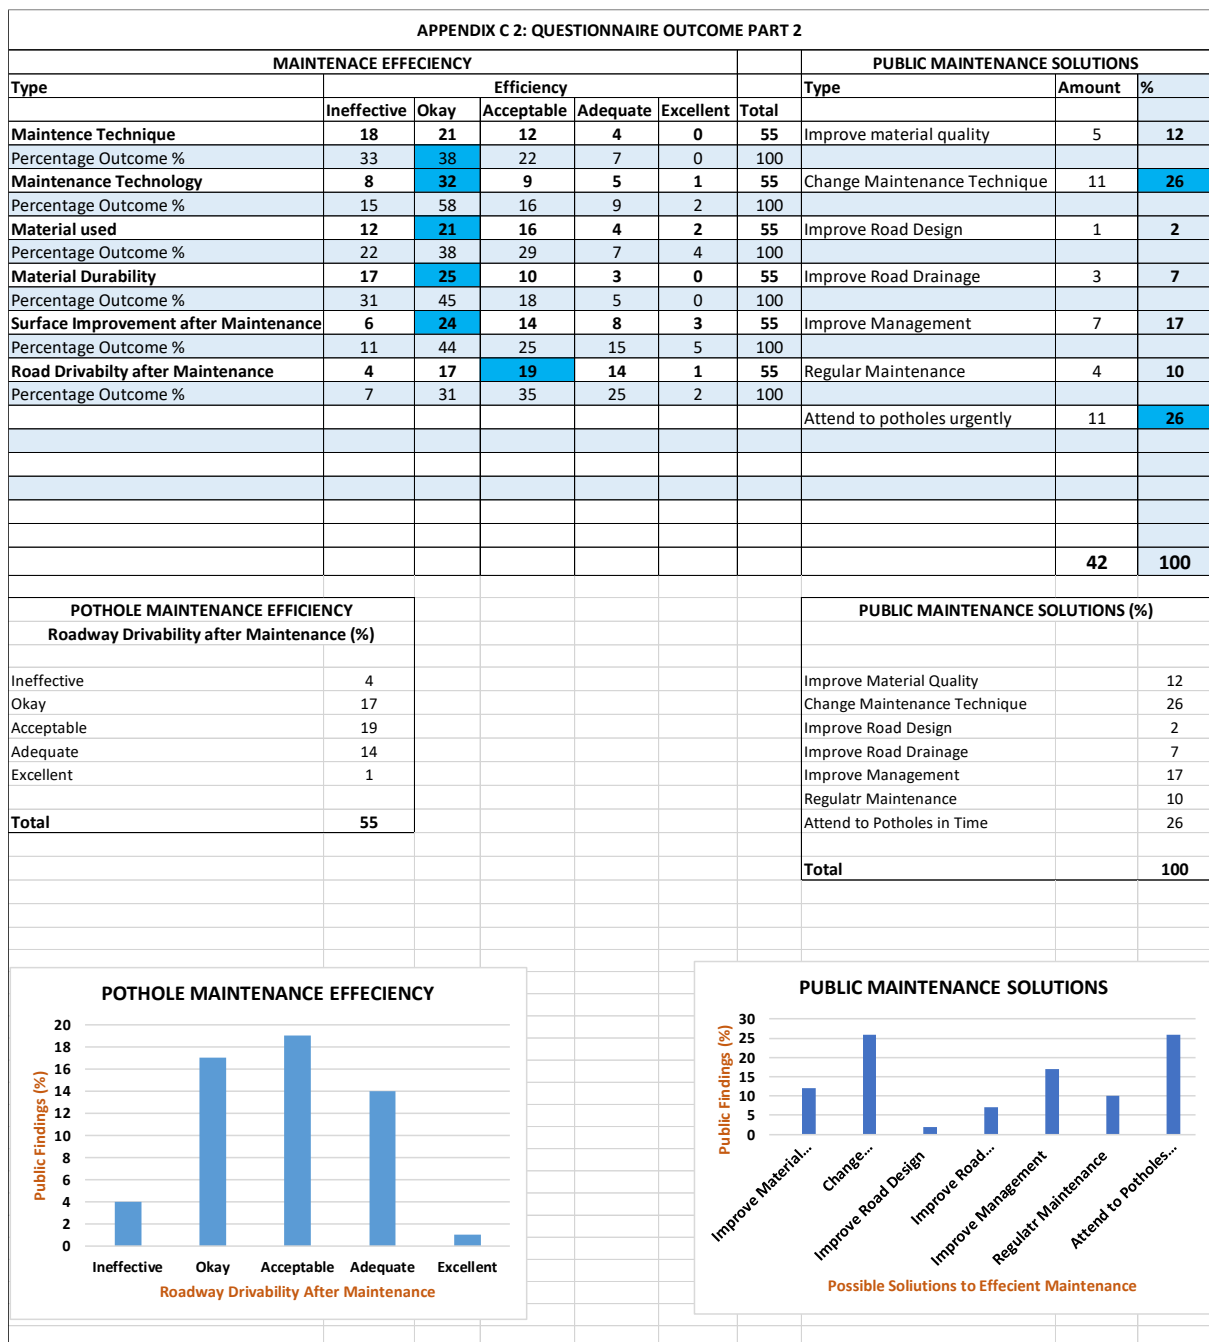 APPENDIX C 2: QUESTIONNAIRE OUTCOME PART 2
MAINTENACE EFFECIENCY PUBLIC MAINTENANCE SOLUTIONS
Type Efficiency Type Amount %
Ineffective Okay Acceptable Adequate Excellent Total
Maintence Technique 18 21 12 4 0 55 Improve material quality 5 12
Percentage Outcome % 33 38 22 7 0 100
Maintenance Technology 8 32 9 5 1 55 Change Maintenance Technique 11 26
Percentage Outcome % 15 58 16 9 2 100
Material used 12 21 16 4 2 55 Improve Road Design 1 2
Percentage Outcome % 22 38 29 7 4 100
Material Durability 17 25 10 3 0 55 Improve Road Drainage 3 7
Percentage Outcome % 31 45 18 5 0 100
Surface Improvement after Maintenance 6 24 14 8 3 55 Improve Management 7 17
Percentage Outcome % 11 44 25 15 5 100
Road Drivabilty after Maintenance 4 17 19 14 1 55 Regular Maintenance 4 10
Percentage Outcome % 7 31 35 25 2 100
Attend to potholes urgently 11 26
42 100
POTHOLE MAINTENANCE EFFICIENCY
Roadway Drivability after Maintenance (%)
Ineffective 4
Okay 17
Acceptable 19
Adequate 14
Excellent 1
Total 55
PUBLIC MAINTENANCE SOLUTIONS (%)
Improve Material Quality 12
Change Maintenance Technique 26
Improve Road Design 2
Improve Road Drainage 7
Improve Management 17
Regulatr Maintenance 10
Attend to Potholes in Time 26
Total 100
POTHOLE MAINTENANCE EFFECIENCY
Public Findings (%)
20
18
16
14
12
10
8
6
4
2
0
Ineffective Okay Acceptable Adequate Excellent
Roadway Drivability After Maintenance
PUBLIC MAINTENANCE SOLUTIONS
Public Findings (%)
30
25
20
15
10
5
0
Improve Material...
Change...
Improve Road Design
Improve Road...
Improve Management
Regulatr Maintenance
Attend to Potholes...
Possible Soliutions to Effecient Maintenance